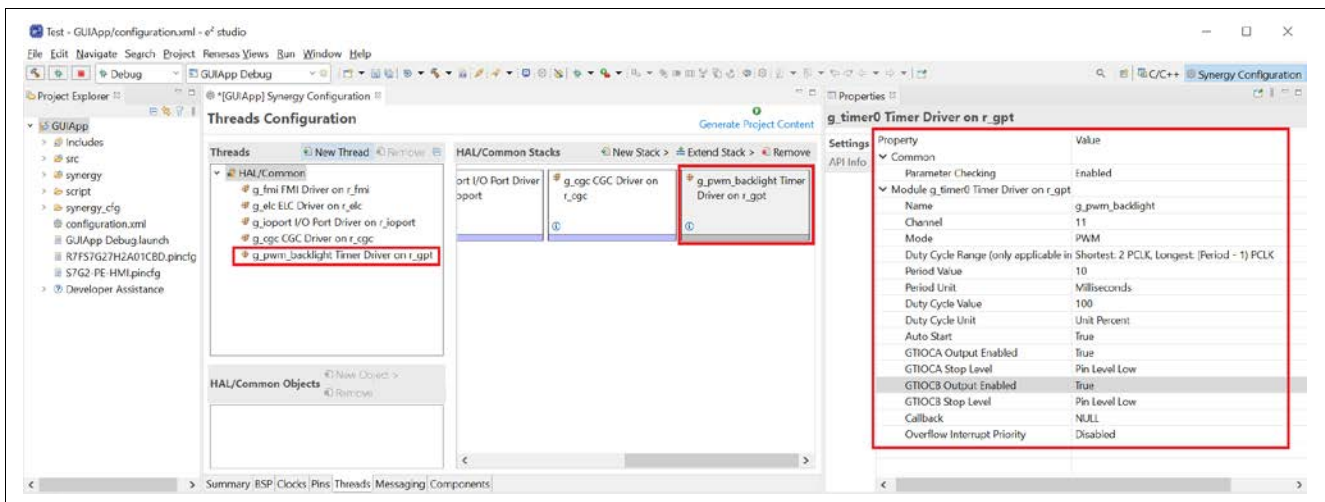 Test - GUIApp/configuration.xml - e² studio
File Edit Navigate Search Project Renesas Views Run Window Help
Debug GUIApp Debug C/C++ Synergy Configuration
Project Explorer
GUIApp
Includes
src
synergy
script
synergy_cfg
configuration.xml
GUIApp Debug.launch
R7FS7G27H2A01CBD.pincfg
S7G2-PE-HMI.pincfg
Developer Assistance
*[GUIApp] Synergy Configuration
Threads Configuration
Generate Project Content
Threads New Thread Remove
HAL/Common
g_fmi FMI Driver on r_fmi
g_elc ELC Driver on r_elc
g_ioport I/O Port Driver on r_ioport
g_cgc CGC Driver on r_cgc
g_pwm_backlight Timer Driver on r_gpt
HAL/Common Objects
New Object >
Remove
HAL/Common Stacks New Stack > Extend Stack > Remove
ort I/O Port Driver
oport
g_cgc CGC Driver on
r_cgc
g_pwm_backlight Timer
Driver on r_gpt
Summary BSP Clocks Pins Threads Messaging Components
Properties
g_timer0 Timer Driver on r_gpt
Settings
API Info
Property Value
Common
Parameter Checking Enabled
Module g_timer0 Timer Driver on r_gpt
Name g_pwm_backlight
Channel 11
Mode PWM
Duty Cycle Range (only applicable in Shortest: 2 PCLK, Longest: (Period - 1) PCLK
Period Value 10
Period Unit Milliseconds
Duty Cycle Value 100
Duty Cycle Unit Unit Percent
Auto Start True
GTIOCA Output Enabled True
GTIOCA Stop Level Pin Level Low
GTIOCB Output Enabled True
GTIOCB Stop Level Pin Level Low
Callback NULL
Overflow Interrupt Priority Disabled